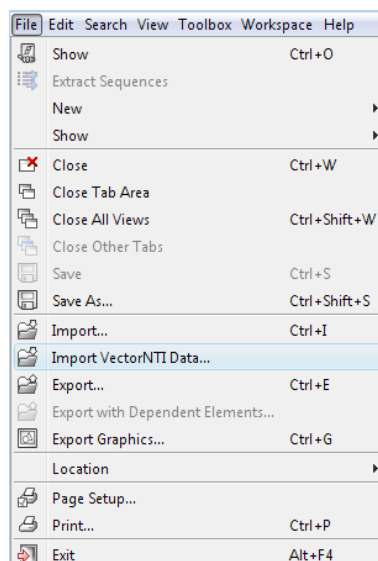 File Edit Search View Toolbox Workspace Help
Show Ctrl+O
Extract Sequences
New
Show
Close Ctrl+W
Close Tab Area
Close All Views Ctrl+Shift+W
Close Other Tabs
Save Ctrl+S
Save As... Ctrl+Shift+S
Import... Ctrl+I
Import VectorNTI Data...
Export... Ctrl+E
Export with Dependent Elements...
Export Graphics... Ctrl+G
Location
Page Setup...
Print... Ctrl+P
Exit Alt+F4